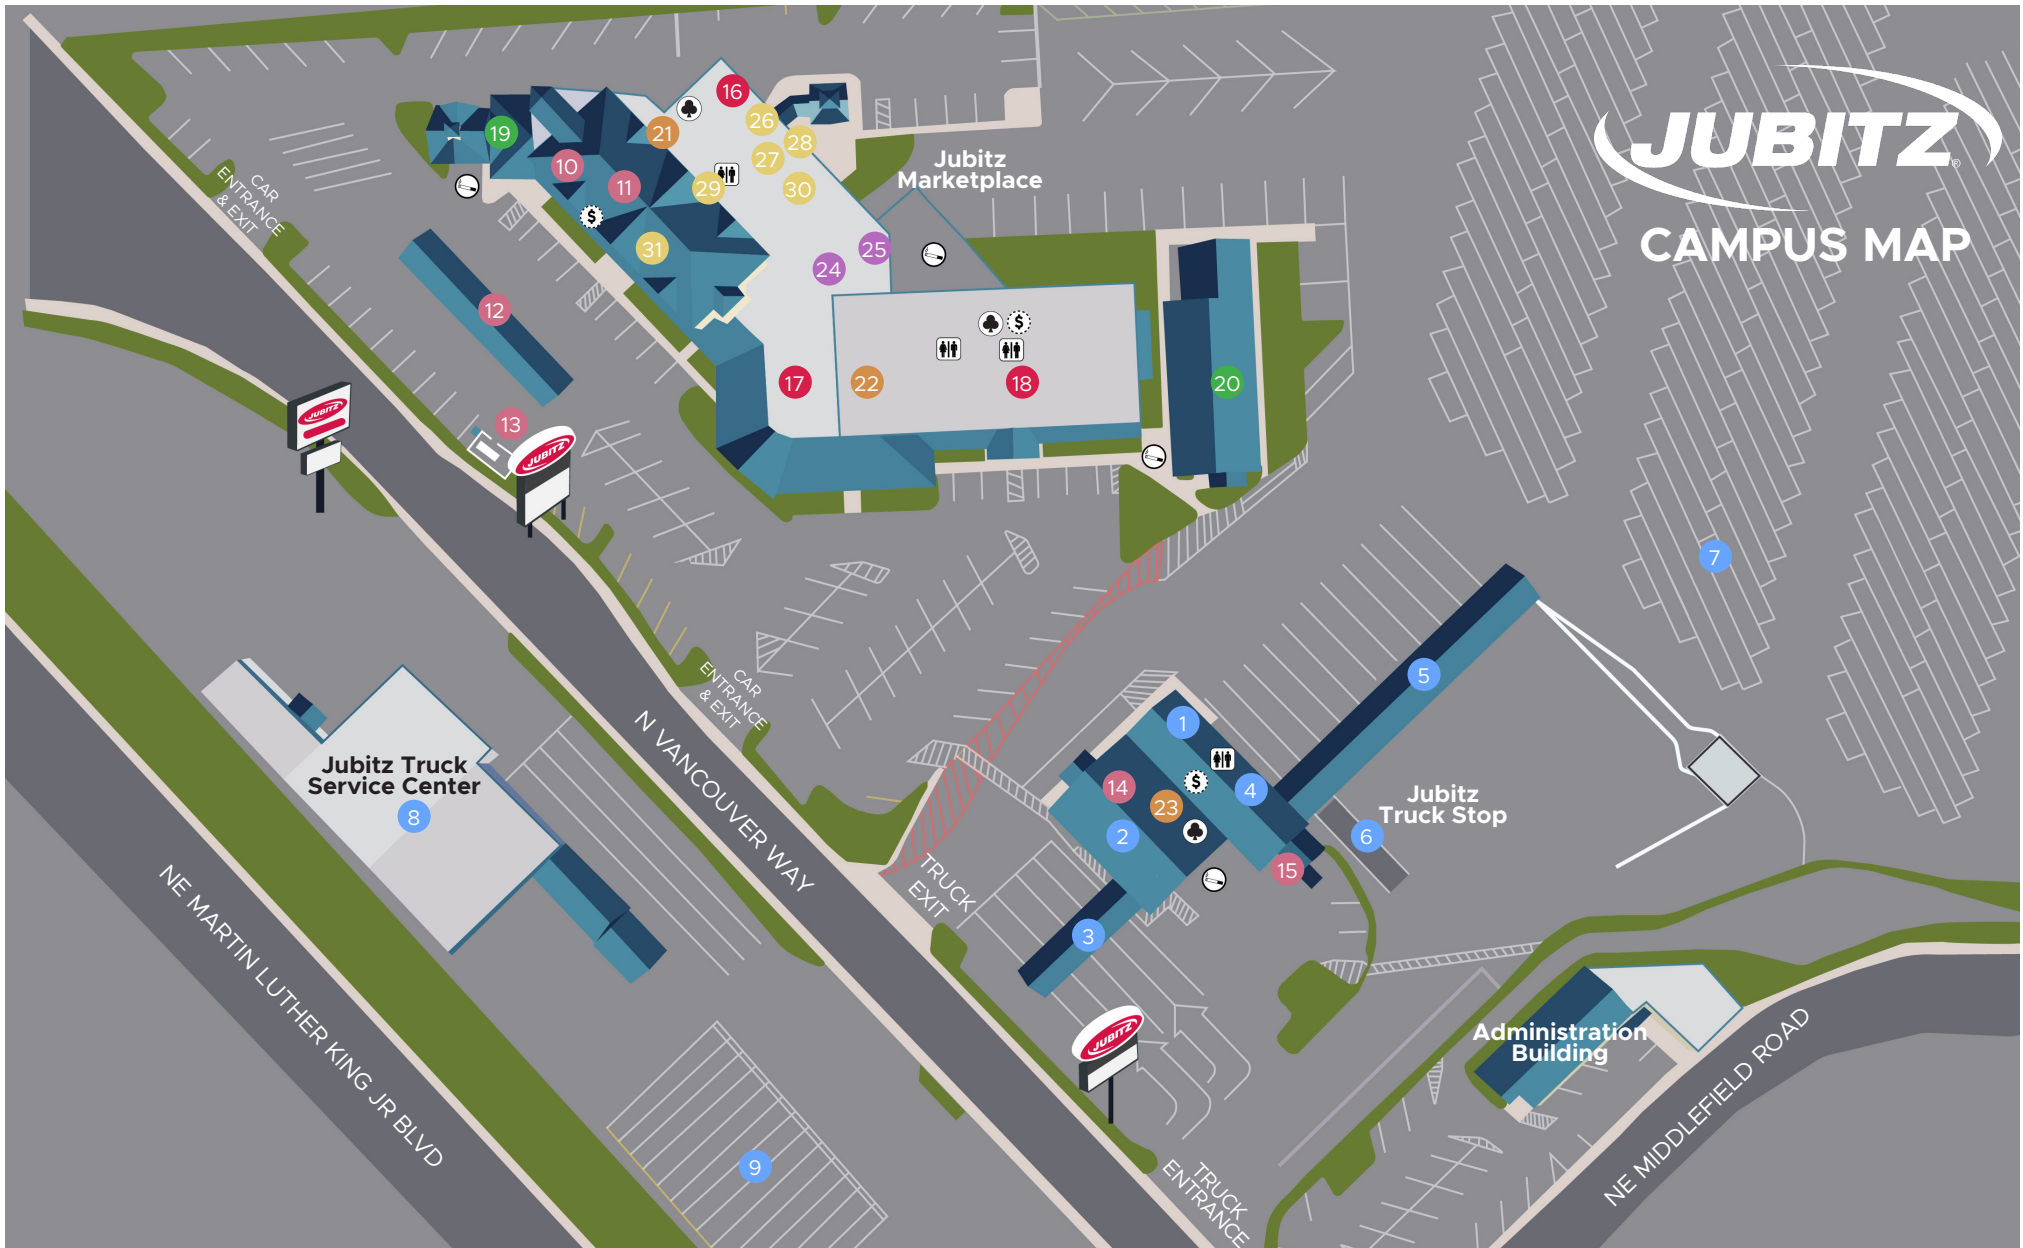 JUBITZ®
CAMPUS MAP
16
26
19
21
28
27
10
11
29
30
Jubitz
Marketplace
CAR
ENTRANCE
& EXIT
$
31
25
24
12
$
17
22
18
20
13
JUBITZ
JUBITZ
7
5
CAR
ENTRANCE
& EXIT
1
N VANCOUVER WAY
Jubitz Truck
Service Center
8
$
14
4
23
2
Jubitz
Truck Stop
6
15
TRUCK
EXIT
3
NE MARTIN LUTHER KING JR BLVD
JUBITZ
Administration
Building
NE MIDDLEFIELD ROAD
9
TRUCK
ENTRANCE